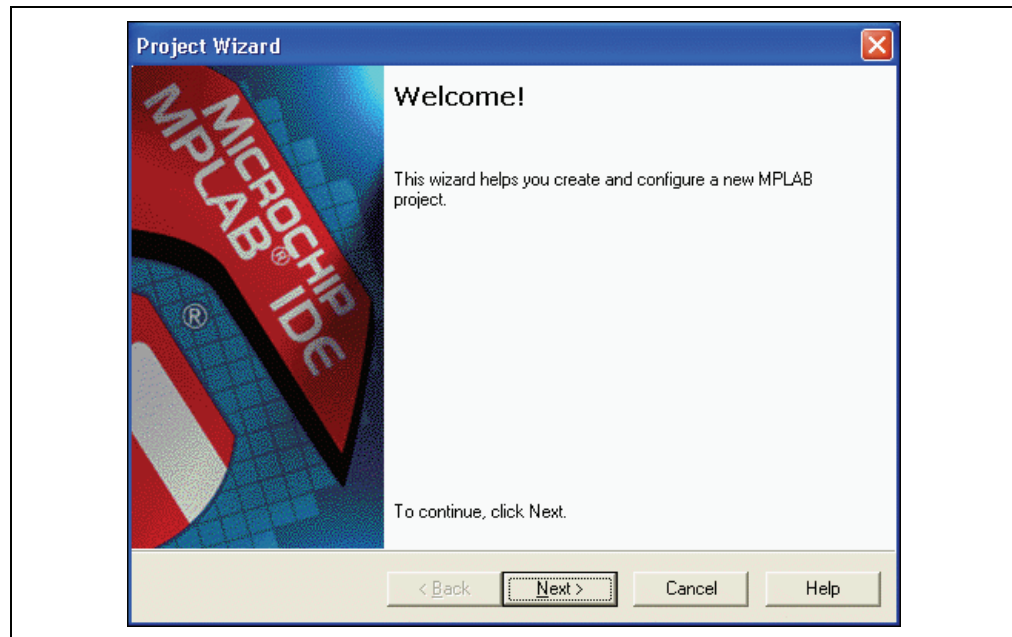 Project Wizard
MICROCHIP
MPLAB® IDE
®
Welcome!
This wizard helps you create and configure a new MPLAB
project.
To continue, click Next.
< Back
Next >
Cancel
Help